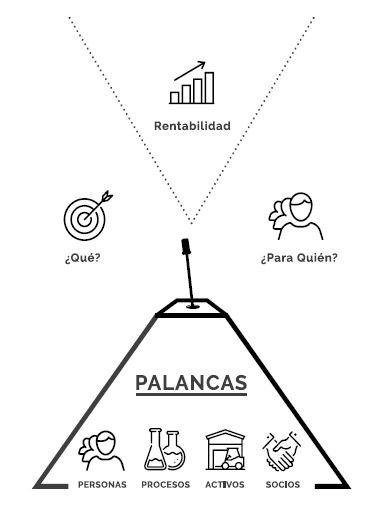 Rentabilidad
¿Qué?
¿Para Quién?
PALANCAS
PERSONAS
PROCESOS
ACTIVOS
SOCIOS